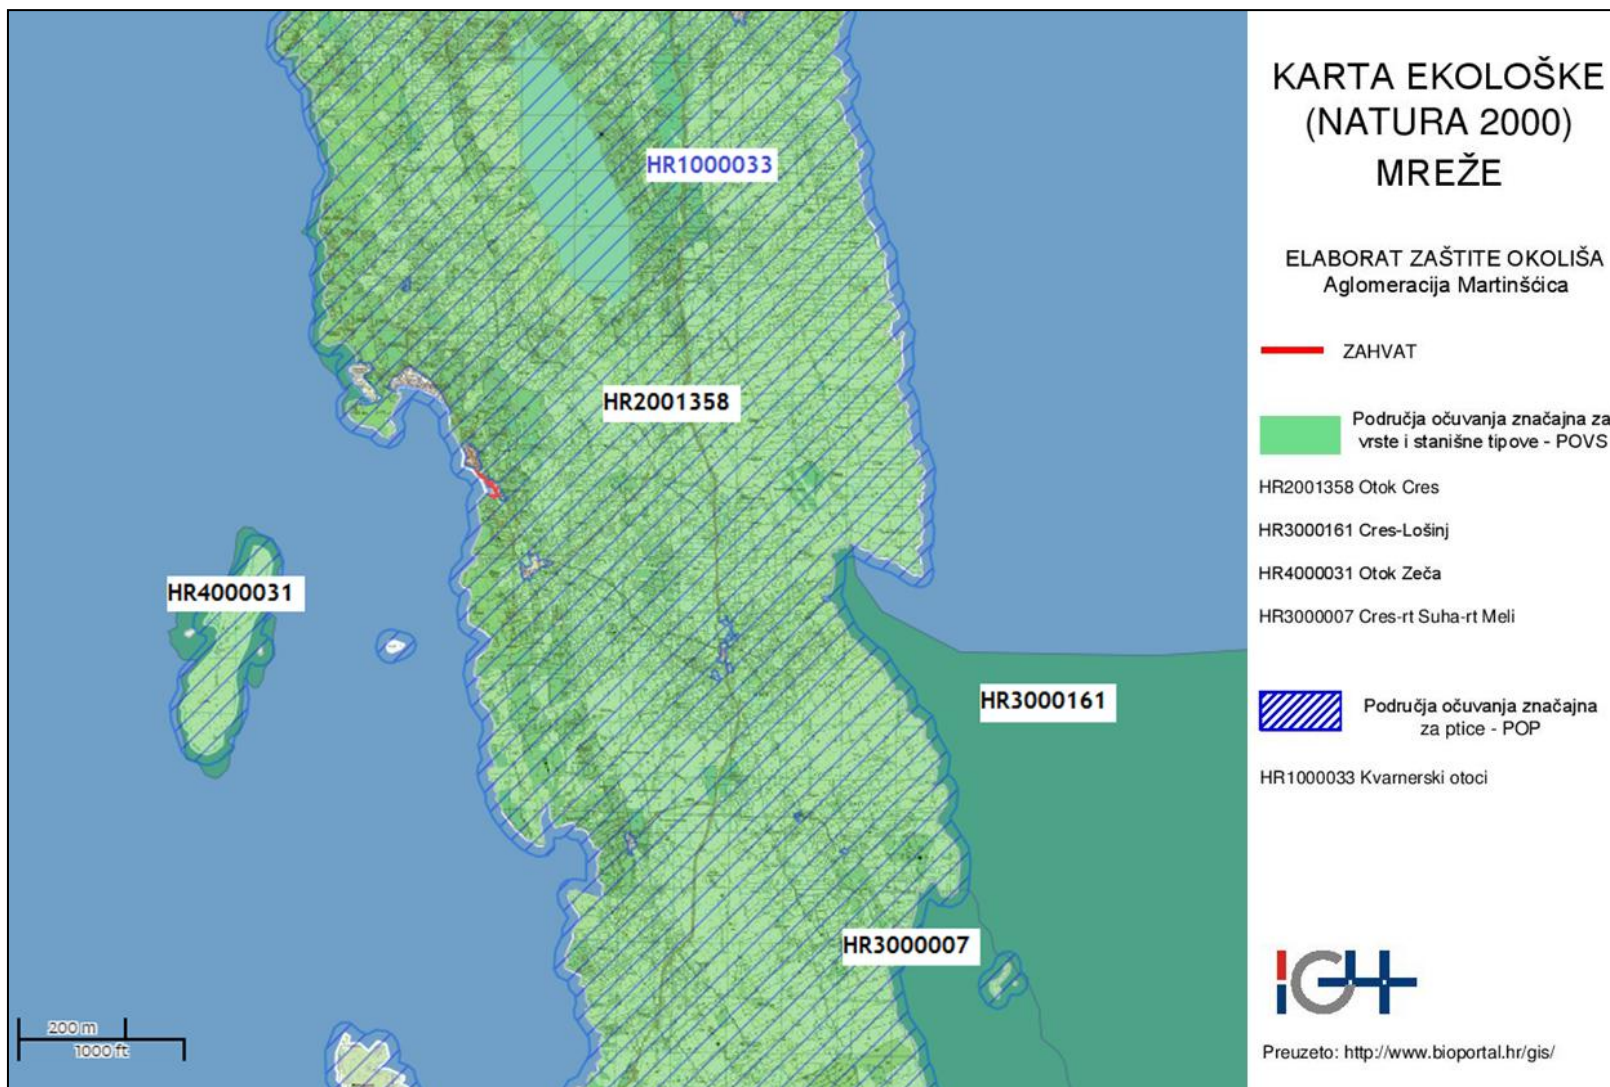 KARTA EKOLOŠKE
(NATURA 2000)
MREŽE
ELABORAT ZAŠTITE OKOLIŠA
Aglomeracija Martinšćica
ZAHVAT
Područja očuvanja značajna za
vrste i stanišne tipove - POVS
HR2001358 Otok Cres
HR3000161 Cres-Lošinj
HR4000031 Otok Zeča
HR3000007 Cres-rt Suha-rt Meli
Područja očuvanja značajna
za ptice - POP
HR1000033 Kvarnerski otoci
IGH
Preuzeto: http://www.bioportal.hr/gis/
HR1000033
HR2001358
HR4000031
HR3000161
HR3000007
200 m
1000 ft